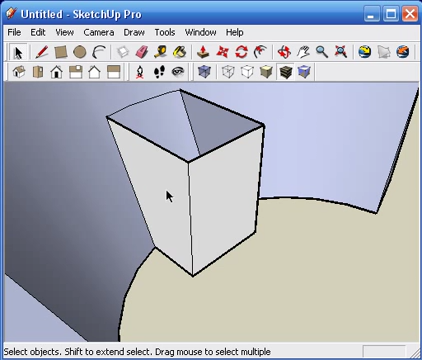 Untitled - SketchUp Pro
File Edit View Camera Draw Tools Window Help
Select objects. Shift to extend select. Drag mouse to select multiple